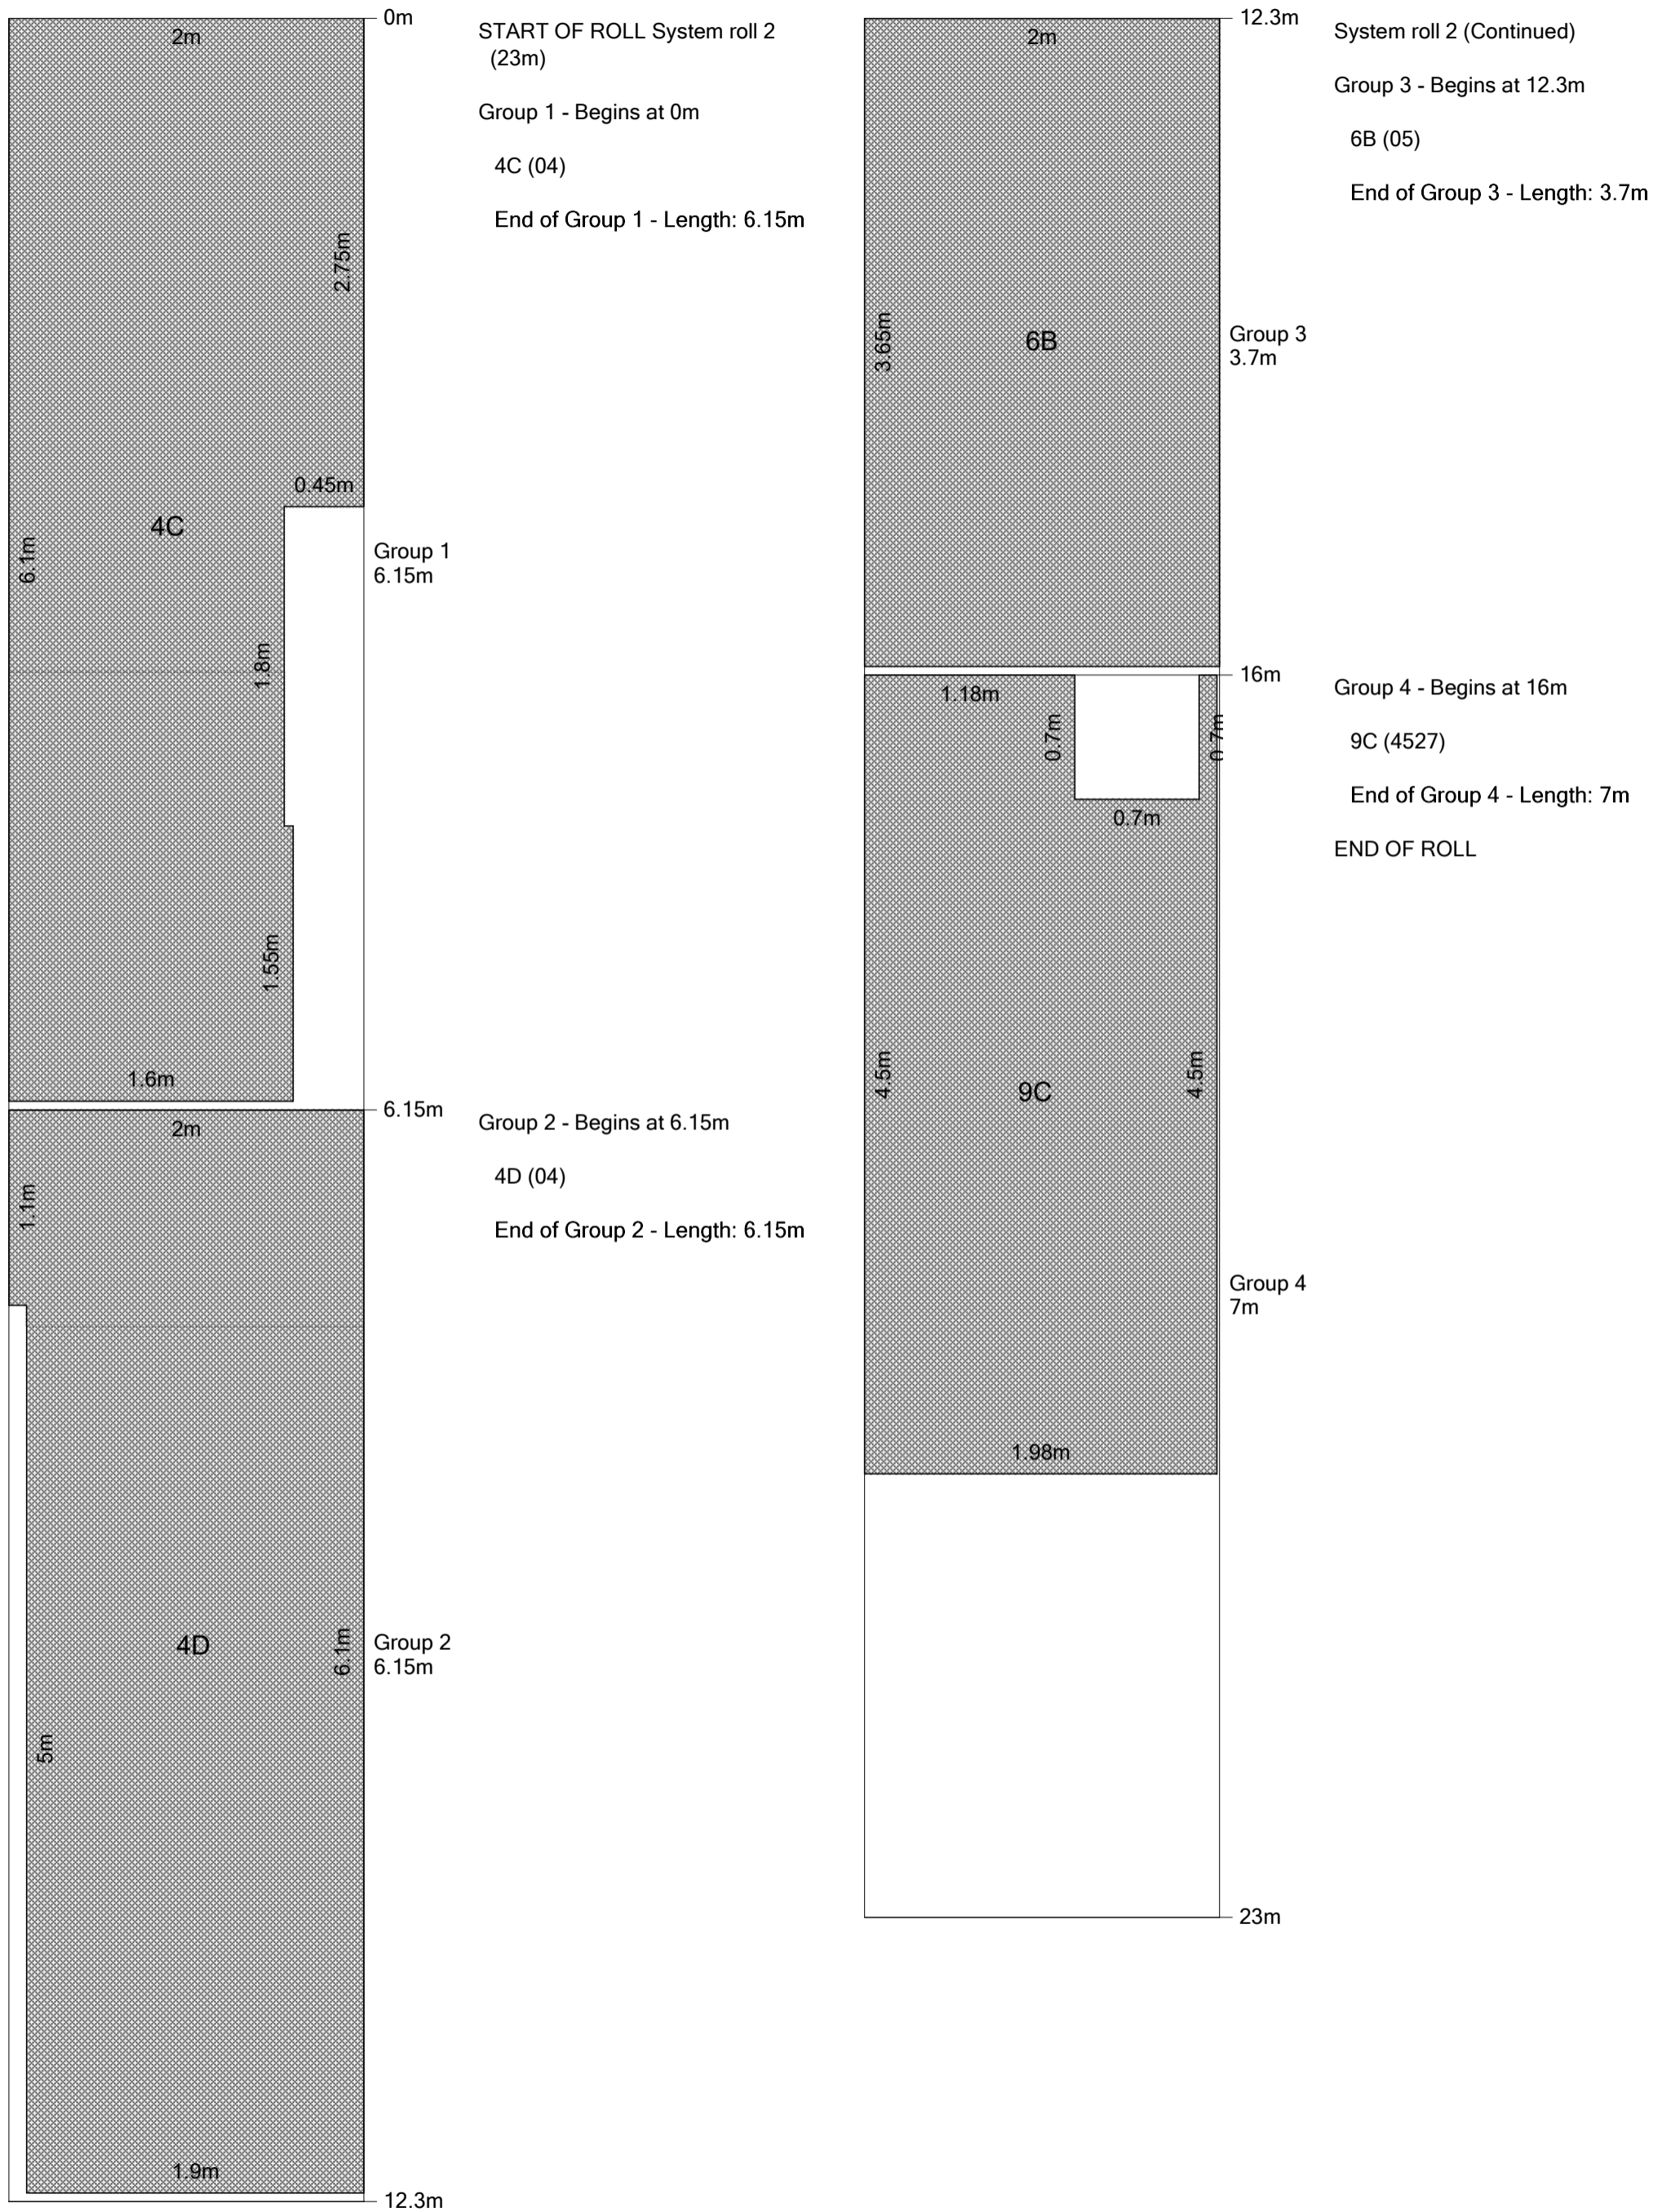 0m
2m
START OF ROLL System roll 2
(23m)
Group 1 - Begins at 0m
4C (04)
End of Group 1 - Length: 6.15m
2.75m
0.45m
4C
6.1m
Group 1
6.15m
1.8m
1.55m
1.6m
6.15m
2m
Group 2 - Begins at 6.15m
4D (04)
End of Group 2 - Length: 6.15m
1.1m
4D
6.1m
Group 2
6.15m
5m
1.9m
12.3m
12.3m
2m
System roll 2 (Continued)
Group 3 - Begins at 12.3m
6B (05)
End of Group 3 - Length: 3.7m
3.65m
6B
Group 3
3.7m
16m
1.18m
Group 4 - Begins at 16m
0.7m
0.7m
9C (4527)
End of Group 4 - Length: 7m
0.7m
END OF ROLL
4.5m
9C
4.5m
Group 4
7m
1.98m
23m